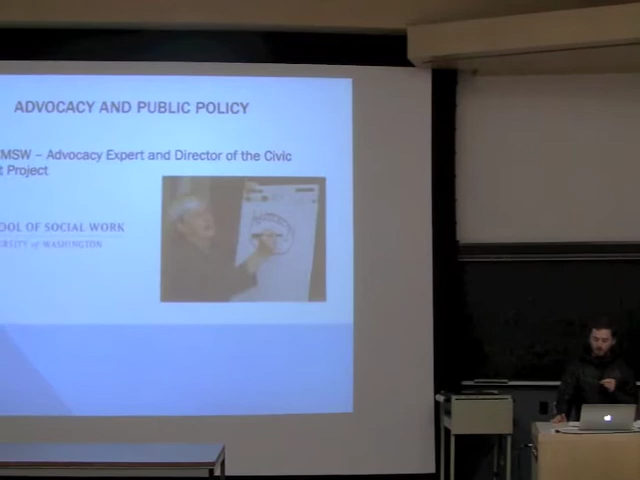 ADVOCACY AND PUBLIC POLICY
MSW – Advocacy Expert and Director of the Civic
t Project
OOL OF SOCIAL WORK
ERSITY of WASHINGTON